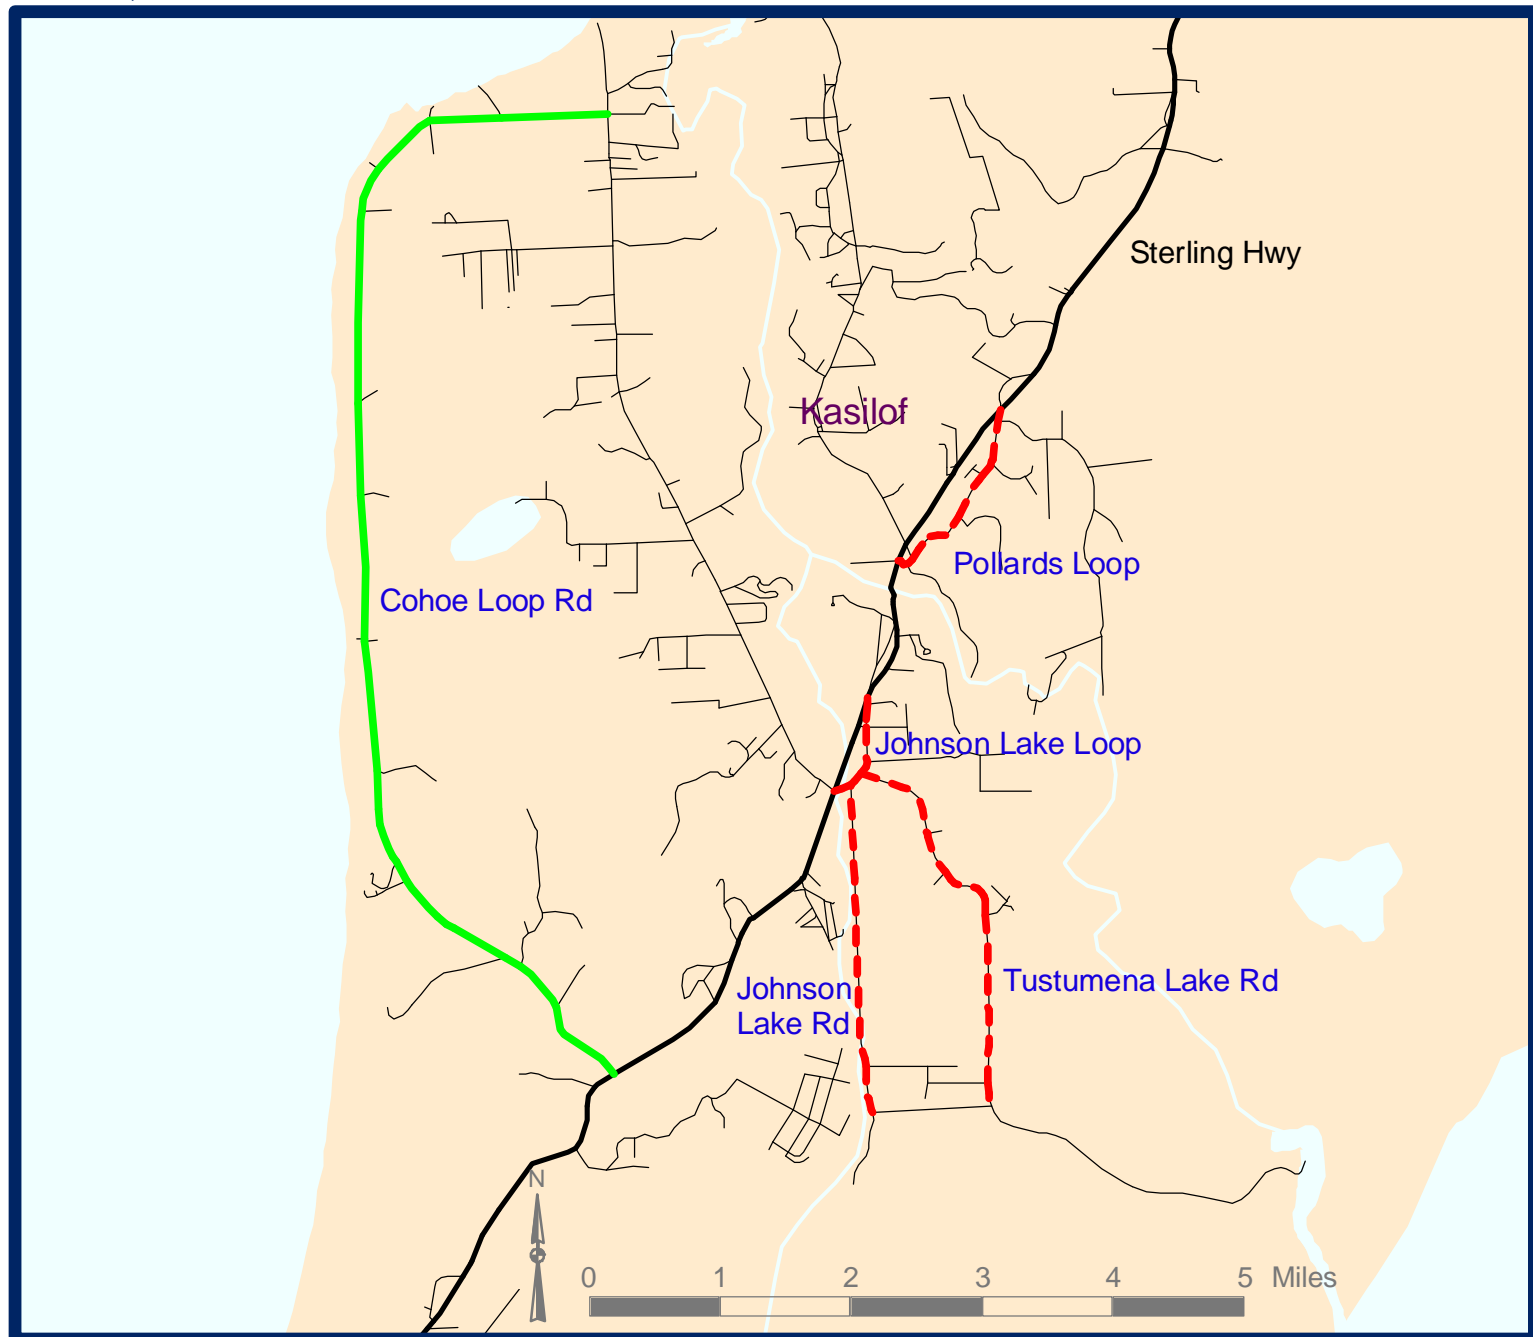 Sterling Hwy
Kasilof
Pollards Loop
Cohoe Loop Rd
Johnson Lake Loop
Tustumena Lake Rd
Johnson
Lake Rd
N
0 1 2 3 4 5 Miles